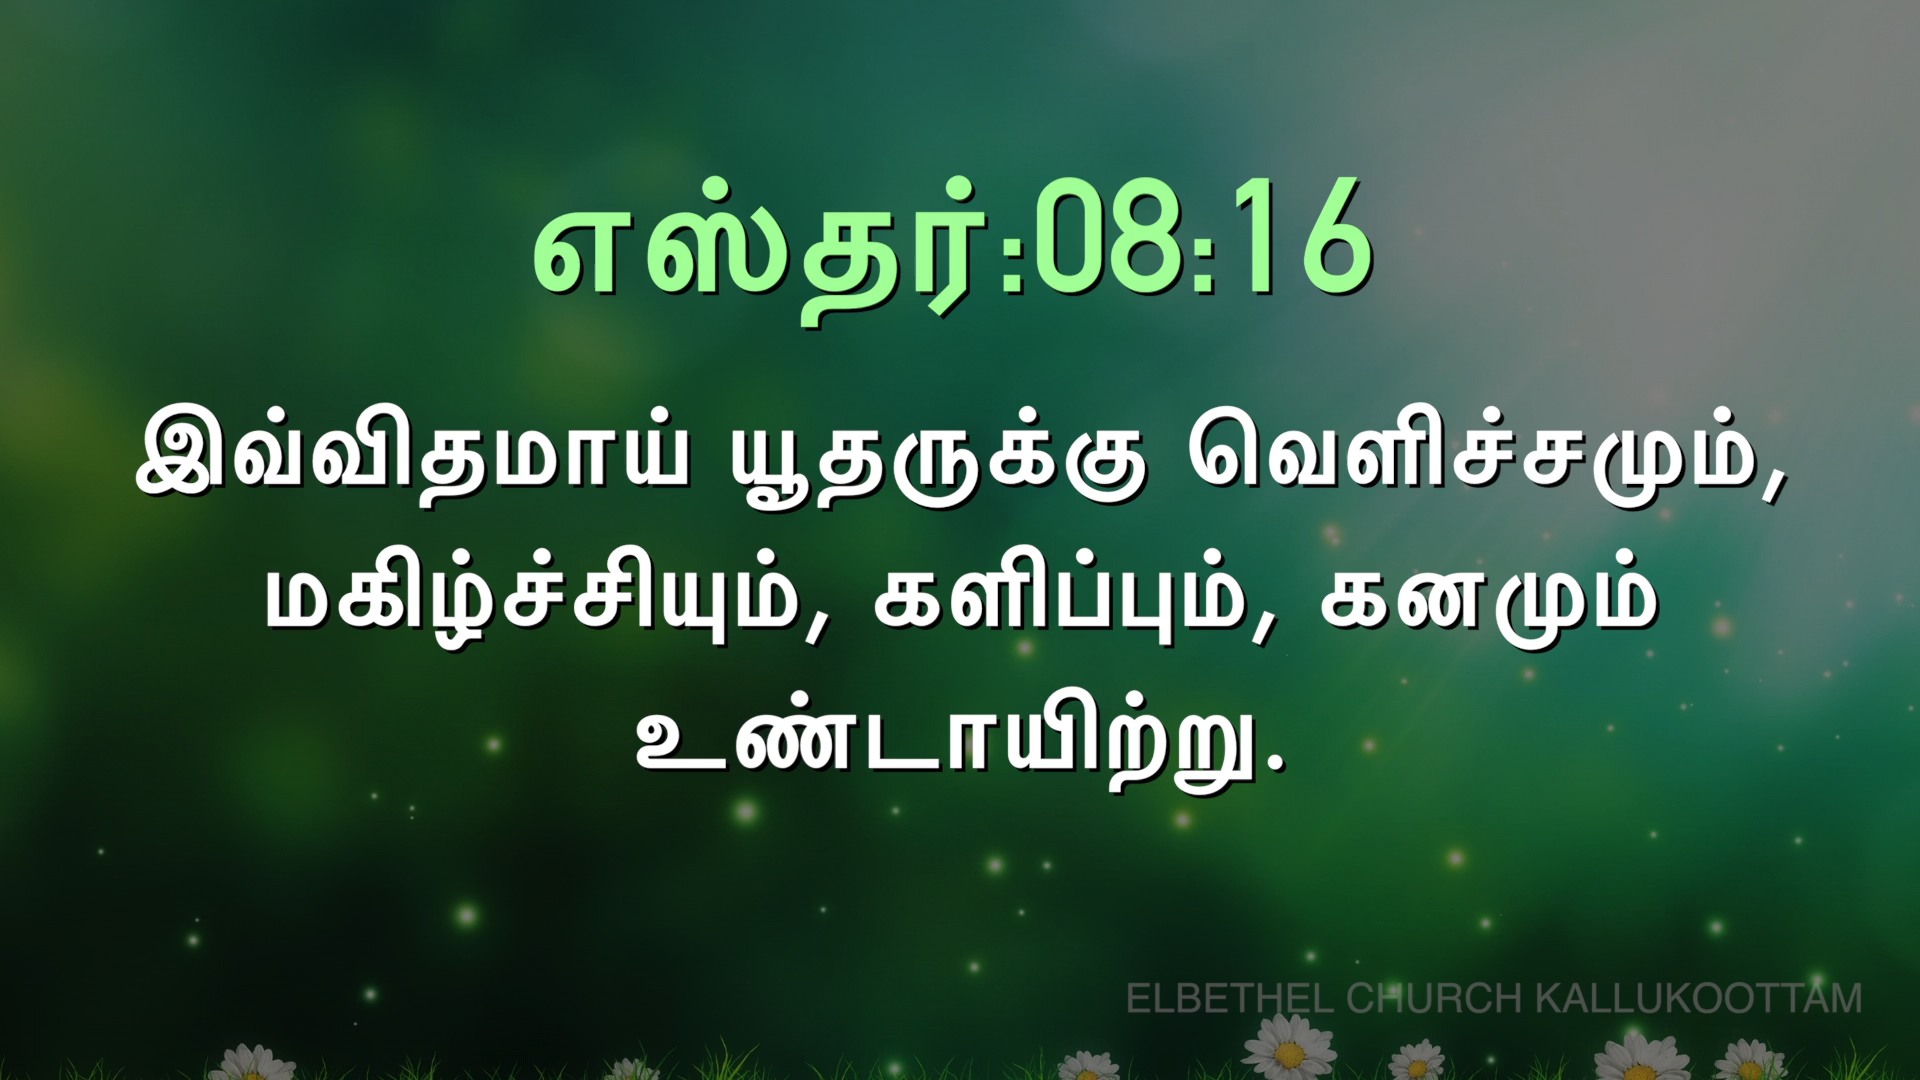 எஸ்தர்:08:16
இவ்விதமாய் யூதருக்கு வெளிச்சமும்,
மகிழ்ச்சியும், களிப்பும், கனமும்
உண்டாயிற்று.
ELBETHEL CHURCH KALLUKOOTTAM